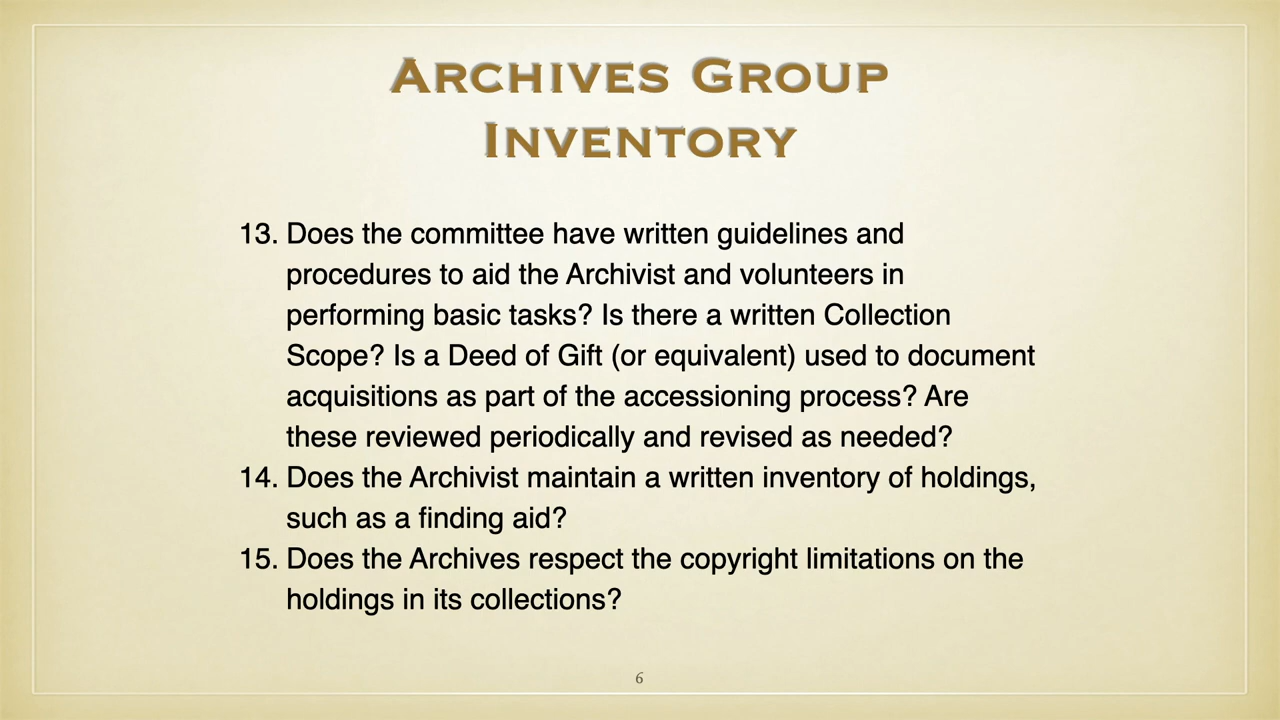 Archives Group
Inventory
13. Does the committee have written guidelines and
procedures to aid the Archivist and volunteers in
performing basic tasks? Is there a written Collection
Scope? Is a Deed of Gift (or equivalent) used to document
acquisitions as part of the accessioning process? Are
these reviewed periodically and revised as needed?
14. Does the Archivist maintain a written inventory of holdings,
such as a finding aid?
15. Does the Archives respect the copyright limitations on the
holdings in its collections?
6